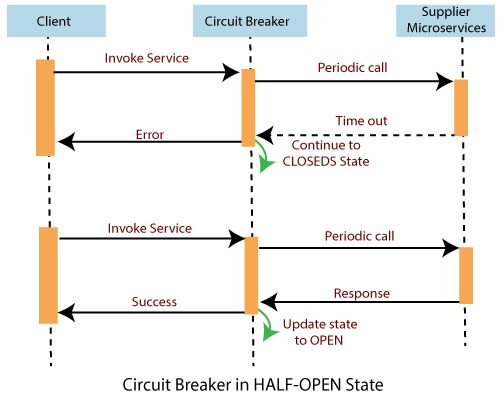 Client
Circuit Breaker
Supplier
Microservices
Invoke Service
Periodic call
Time out
Error
Continue to
CLOSEDS State
Invoke Service
Periodic call
Response
Success
Update state
to OPEN
Circuit Breaker in HALF-OPEN State